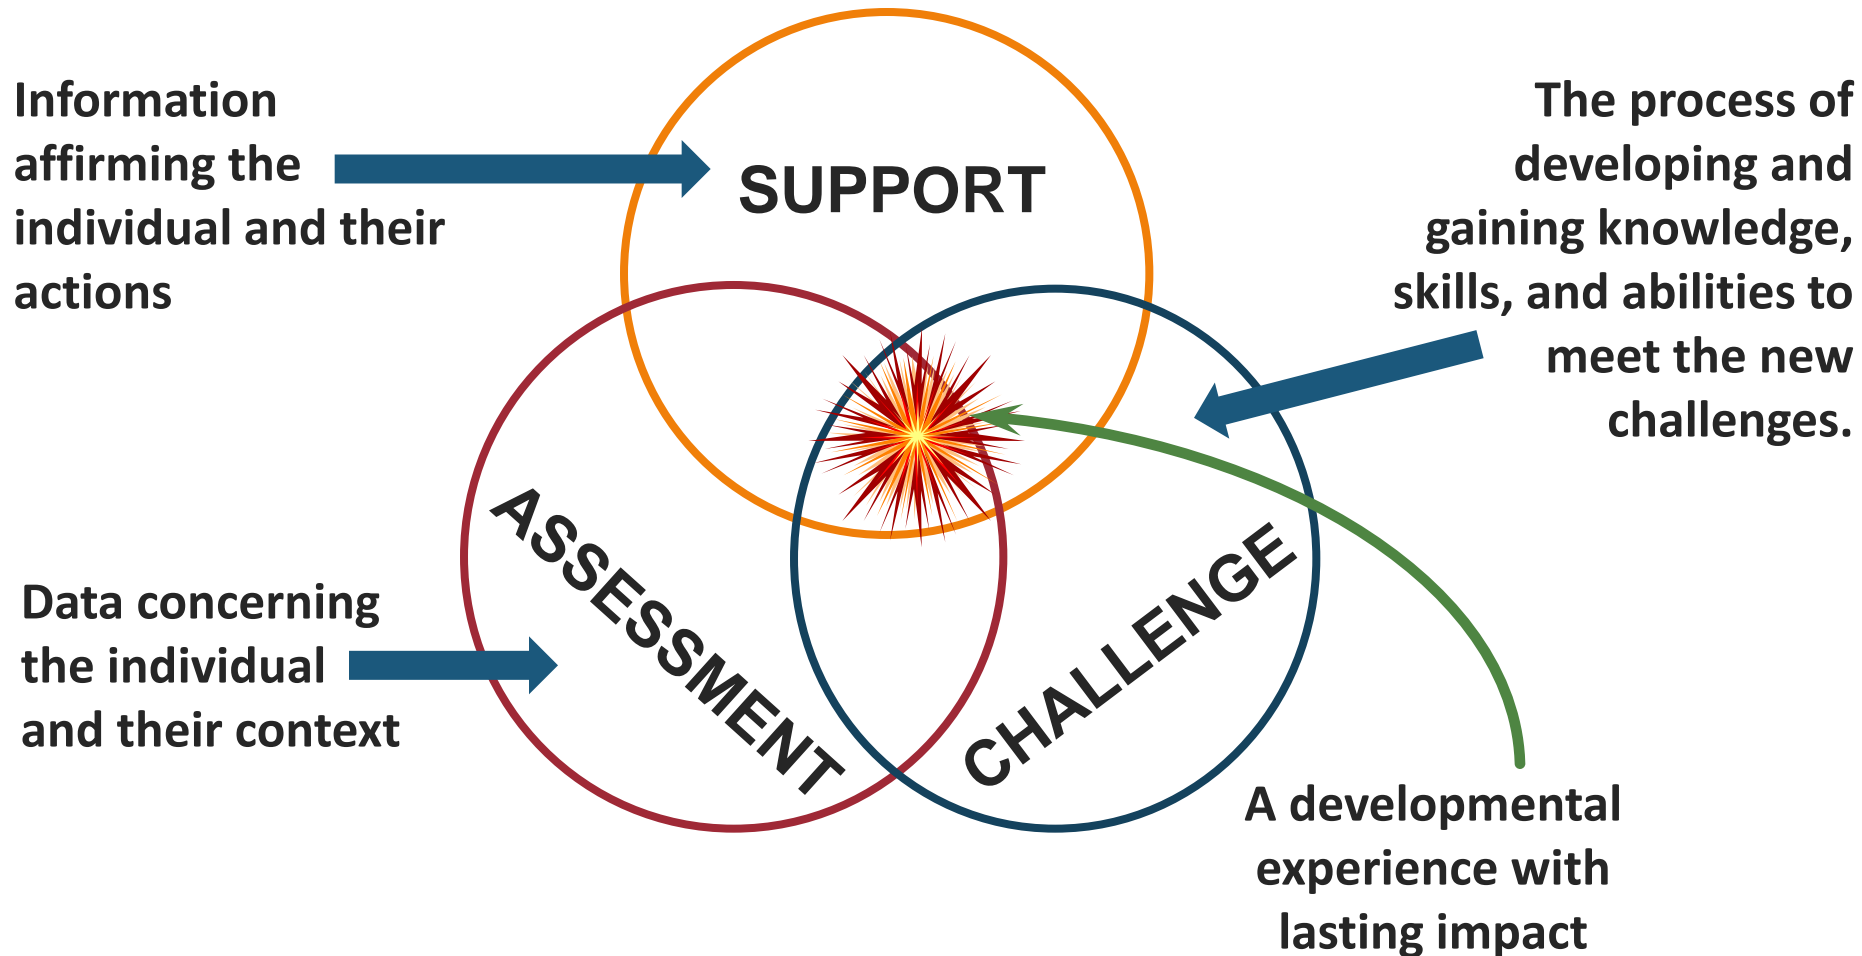 Information
affirming the
individual and their
actions
SUPPORT
The process of
developing and
gaining knowledge,
skills, and abilities to
meet the new
challenges.
ASSESSMENT
CHALLENGE
Data concerning
the individual
and their context
A developmental
experience with
lasting impact